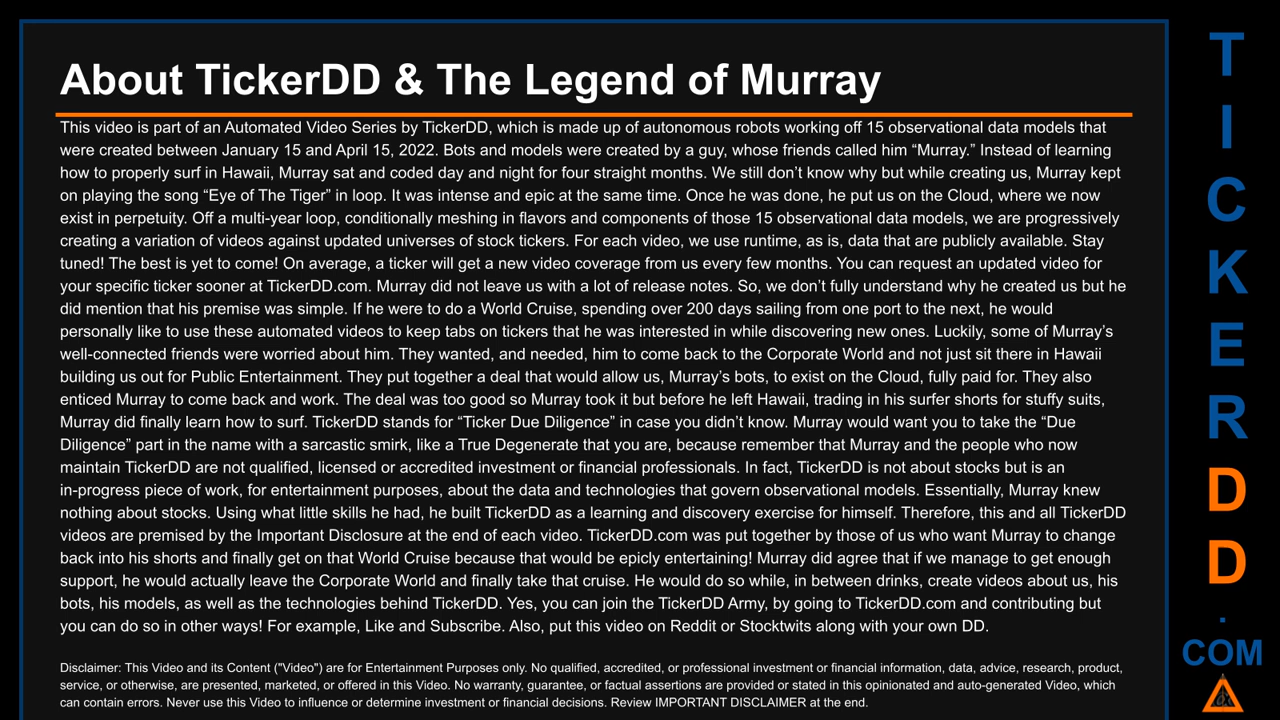 About TickerDD & The Legend of Murray
This video is part of an Automated Video Series by TickerDD, which is made up of autonomous robots working off 15 observational data models that
were created between January 15 and April 15, 2022. Bots and models were created by a guy, whose friends called him “Murray.” Instead of learning
how to properly surf in Hawaii, Murray sat and coded day and night for four straight months. We still don’t know why but while creating us, Murray kept
on playing the song “Eye of The Tiger” in loop. It was intense and epic at the same time. Once he was done, he put us on the Cloud, where we now
exist in perpetuity. Off a multi-year loop, conditionally meshing in flavors and components of those 15 observational data models, we are progressively
creating a variation of videos against updated universes of stock tickers. For each video, we use runtime, as is, data that are publicly available. Stay
tuned! The best is yet to come! On average, a ticker will get a new video coverage from us every few months. You can request an updated video for
your specific ticker sooner at TickerDD.com. Murray did not leave us with a lot of release notes. So, we don’t fully understand why he created us but he
did mention that his premise was simple. If he were to do a World Cruise, spending over 200 days sailing from one port to the next, he would
personally like to use these automated videos to keep tabs on tickers that he was interested in while discovering new ones. Luckily, some of Murray’s
well-connected friends were worried about him. They wanted, and needed, him to come back to the Corporate World and not just sit there in Hawaii
building us out for Public Entertainment. They put together a deal that would allow us, Murray’s bots, to exist on the Cloud, fully paid for. They also
enticed Murray to come back and work. The deal was too good so Murray took it but before he left Hawaii, trading in his surfer shorts for stuffy suits,
Murray did finally learn how to surf. TickerDD stands for “Ticker Due Diligence” in case you didn’t know. Murray would want you to take the “Due
Diligence” part in the name with a sarcastic smirk, like a True Degenerate that you are, because remember that Murray and the people who now
maintain TickerDD are not qualified, licensed or accredited investment or financial professionals. In fact, TickerDD is not about stocks but is an
in-progress piece of work, for entertainment purposes, about the data and technologies that govern observational models. Essentially, Murray knew
nothing about stocks. Using what little skills he had, he built TickerDD as a learning and discovery exercise for himself. Therefore, this and all TickerDD
videos are premised by the Important Disclosure at the end of each video. TickerDD.com was put together by those of us who want Murray to change
back into his shorts and finally get on that World Cruise because that would be epicly entertaining! Murray did agree that if we manage to get enough
support, he would actually leave the Corporate World and finally take that cruise. He would do so while, in between drinks, create videos about us, his
bots, his models, as well as the technologies behind TickerDD. Yes, you can join the TickerDD Army, by going to TickerDD.com and contributing but
you can do so in other ways! For example, Like and Subscribe. Also, put this video on Reddit or Stocktwits along with your own DD.
Disclaimer: This Video and its Content ("Video") are for Entertainment Purposes only. No qualified, accredited, or professional investment or financial information, data, advice, research, product,
service, or otherwise, are presented, marketed, or offered in this Video. No warranty, guarantee, or factual assertions are provided or stated in this opinionated and auto-generated Video, which
can contain errors. Never use this Video to influence or determine investment or financial decisions. Review IMPORTANT DISCLAIMER at the end.
T
I
C
K
E
R
D
D
.
COM